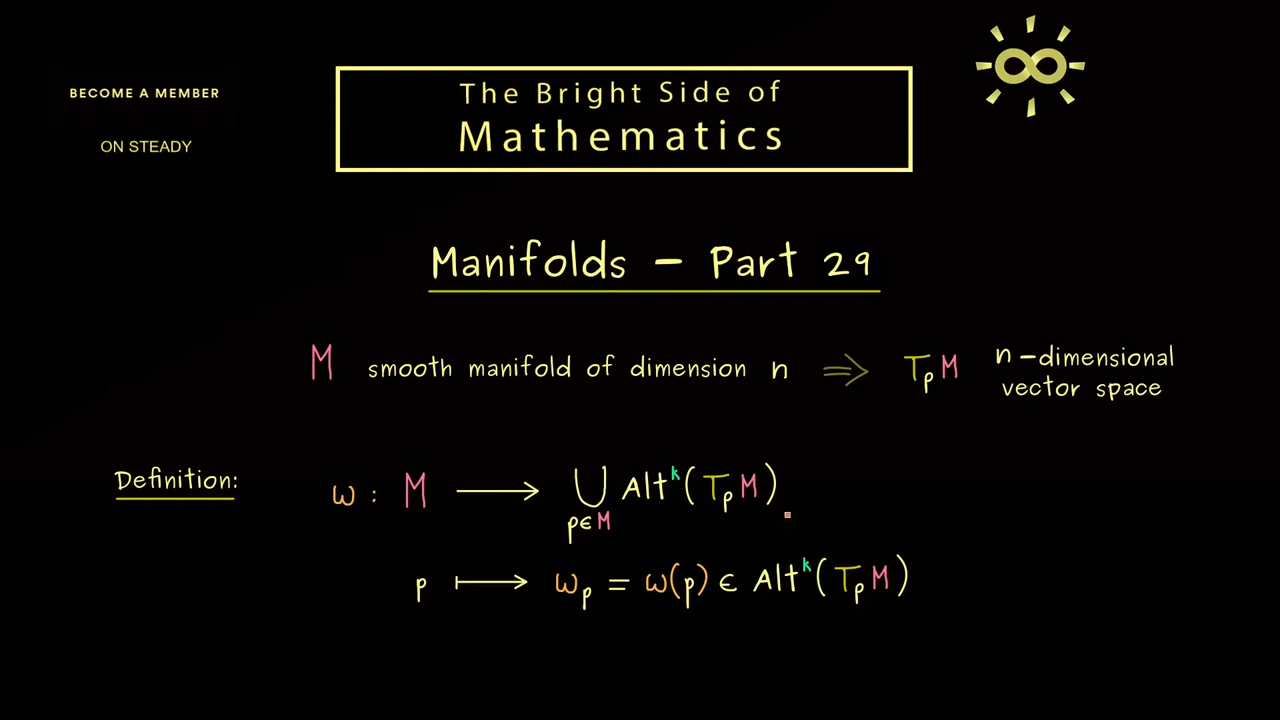 BECOME A MEMBER
ON STEADY
The Bright Side of
Mathematics
Manifolds – Part 29
M smooth manifold of dimension n ⇒ TₚM n-dimensional
vector space
Definition: ω : M ⟶ ⋃ Altᵏ(TₚM)
p∈M
p ⟼ ωₚ = ω(p) ∈ Altᵏ(TₚM)